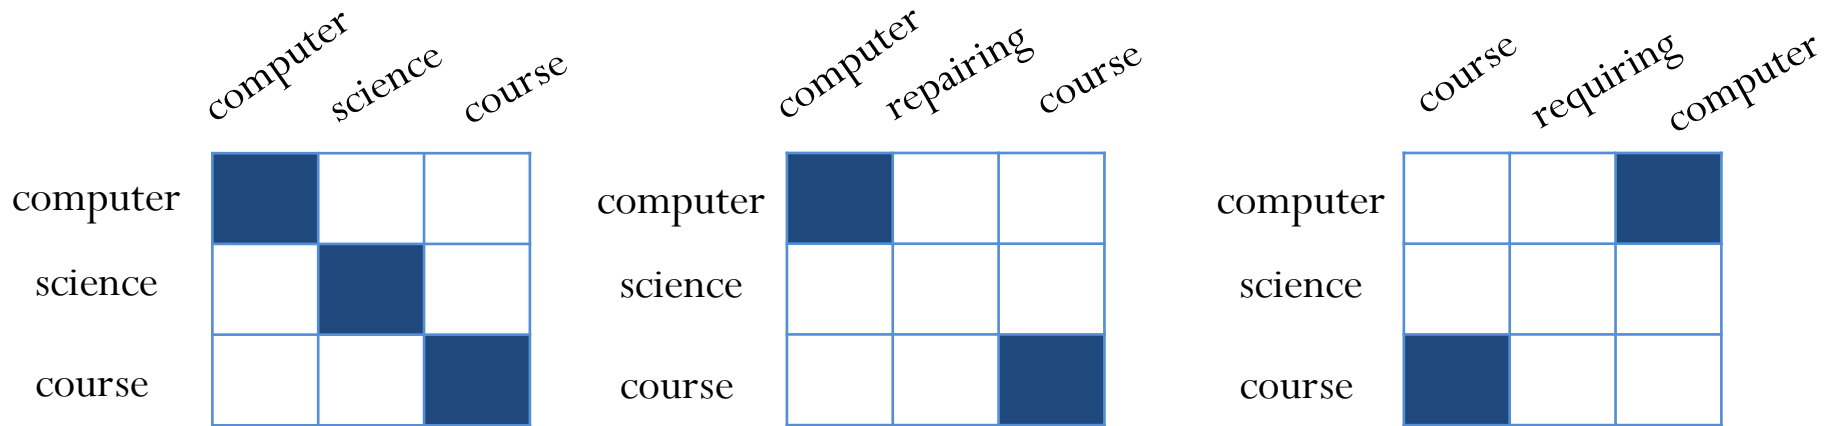 computer science course
computer
science
course
computer repairing course
computer
science
course
course requiring computer
computer
science
course